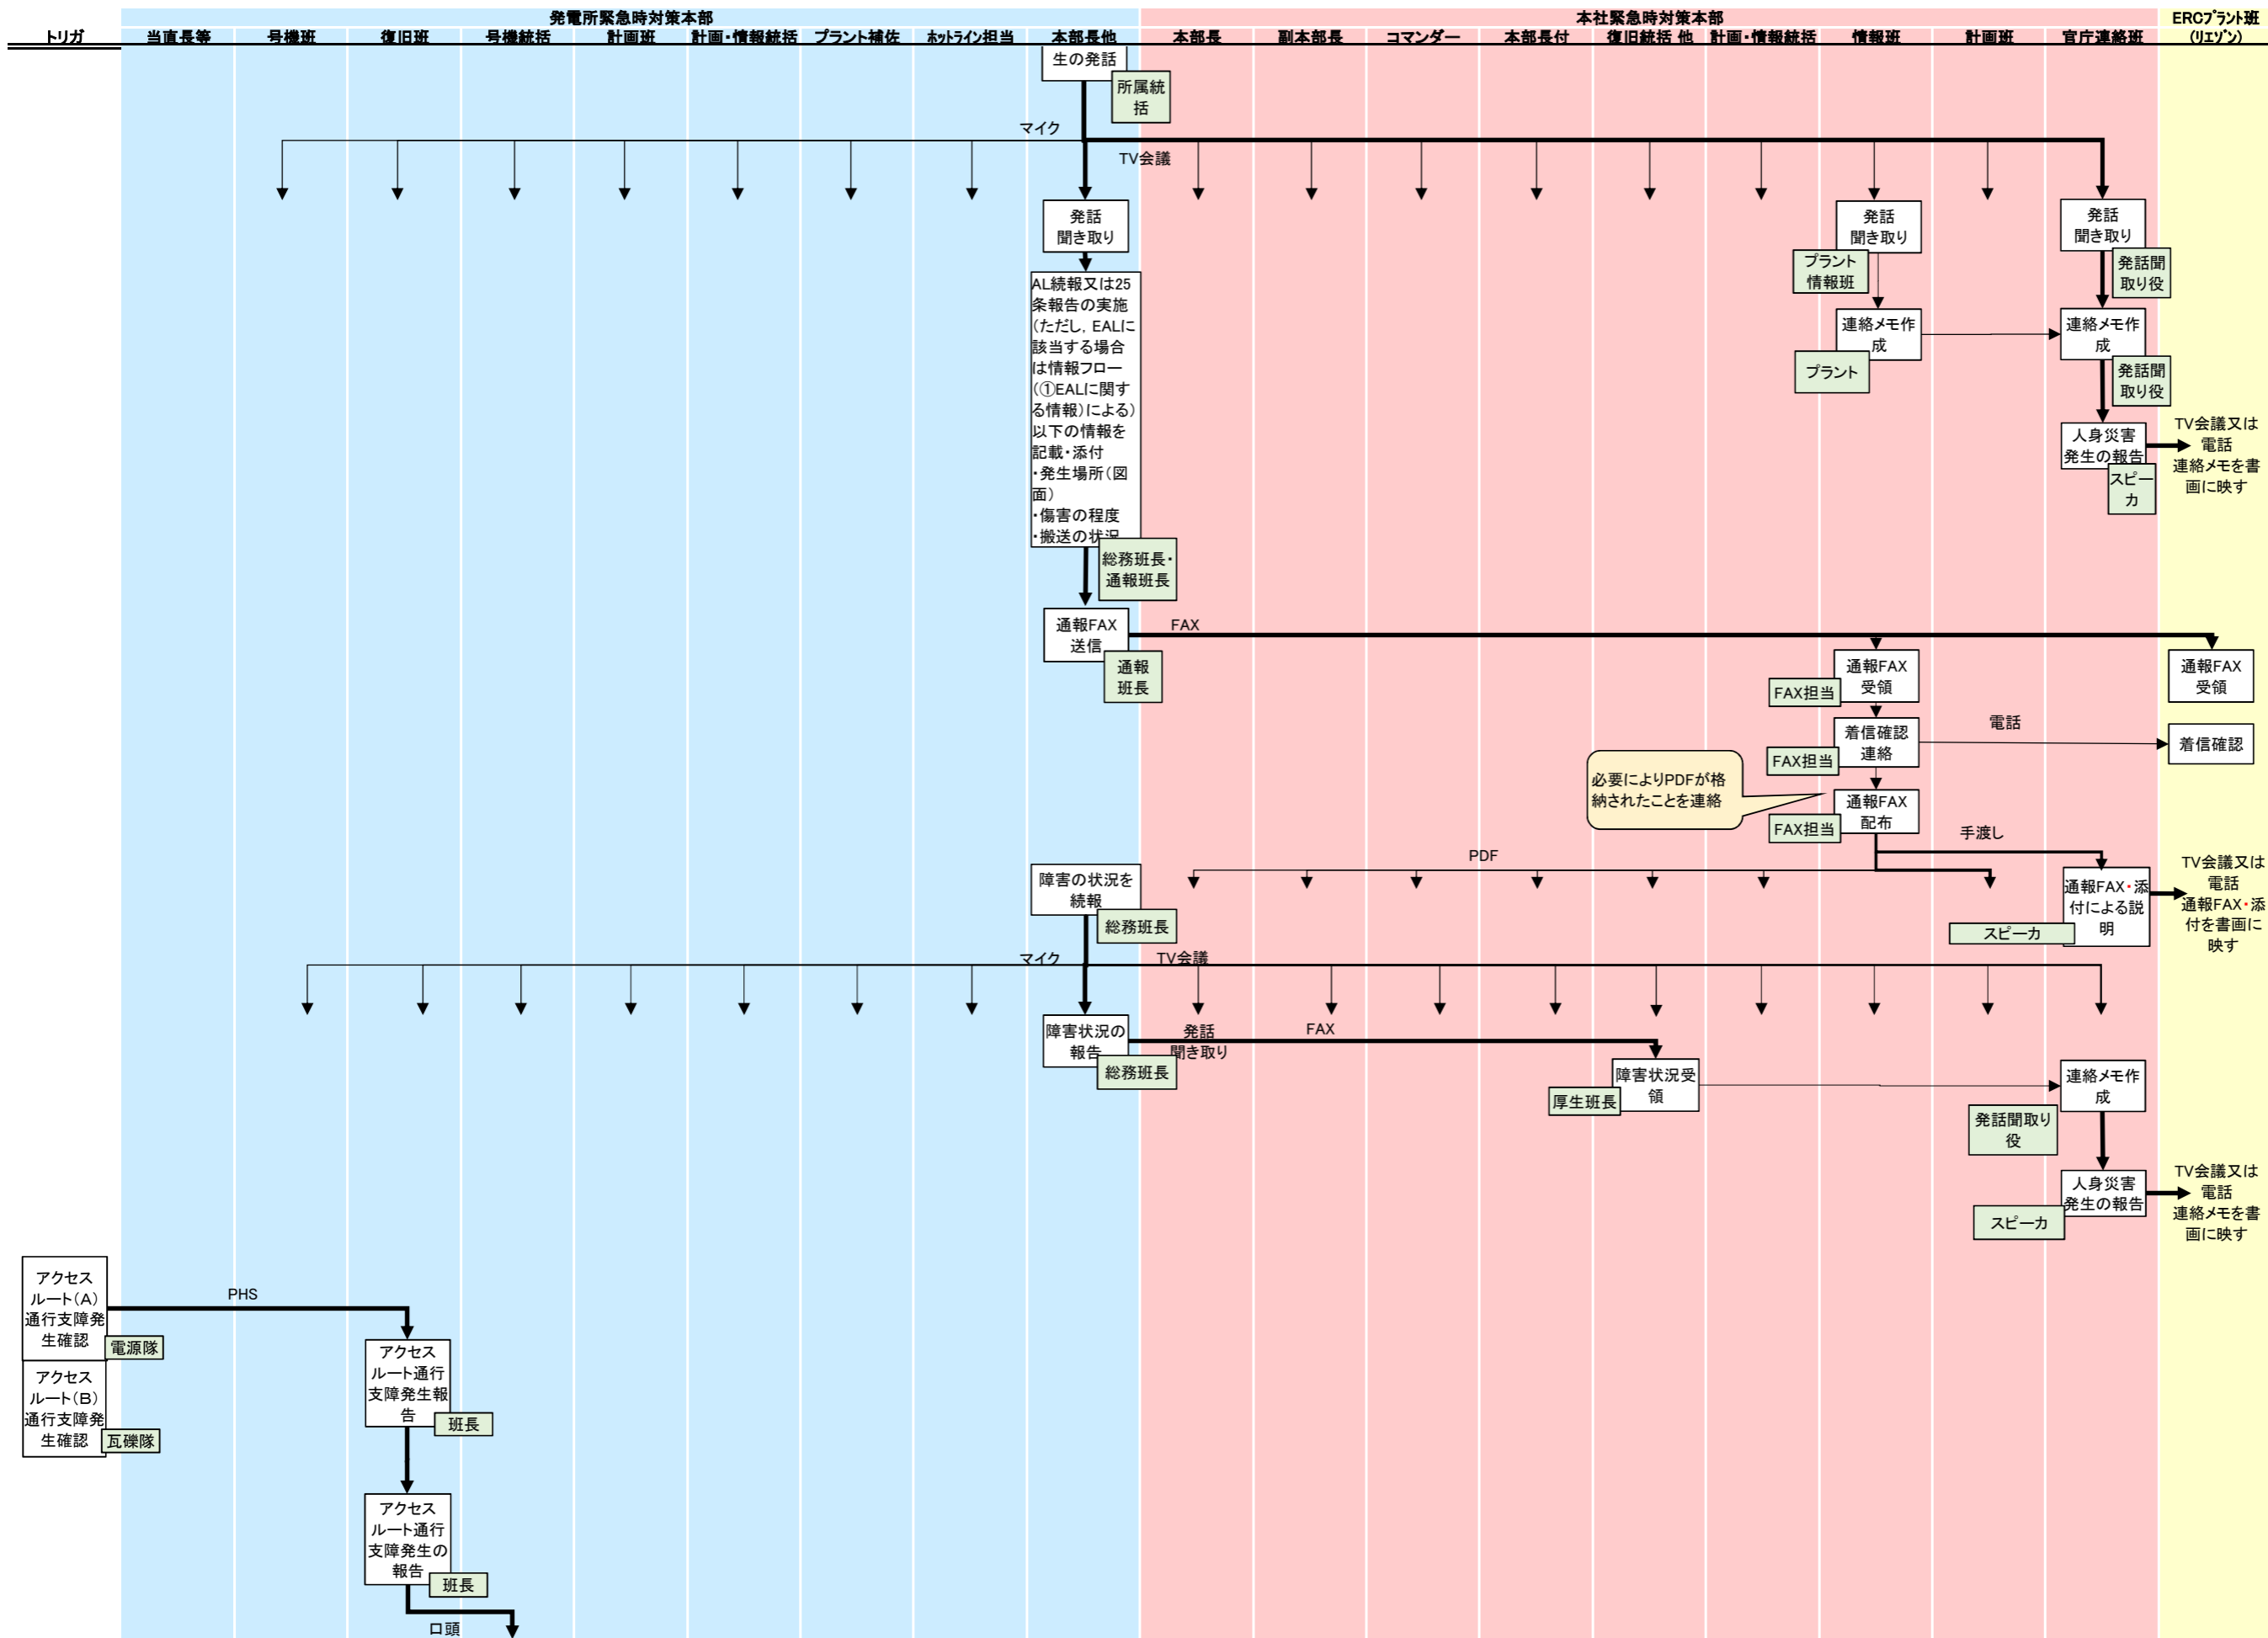 発電所緊急時対策本部
本社緊急時対策本部
ERCプラント班
(リエゾン)
トリガ
当直長等
号機班
復旧班
号機統括
計画班
計画・情報統括
プラント補佐
ホットライン担当
本部長他
本部長
副本部長
コマンダー
本部長付
復旧統括 他
計画・情報統括
情報班
計画班
官庁連絡班
生の発話
所属統
括
マイク
TV会議
発話
聞き取り
発話
聞き取り
プラント
情報班
発話
聞き取り
発話聞
取り役
AL続報又は25
条報告の実施
(ただし, EALに
該当する場合
は情報フロー
(①EALに関す
る情報)による)
以下の情報を
記載・添付
・発生場所(図
面)
・傷害の程度
・搬送の状況
総務班長・
通報班長
連絡メモ作
成
プラント
連絡メモ作
成
発話聞
取り役
人身災害
発生の報告
スピー
カ
TV会議又は
電話
連絡メモを書
画に映す
通報FAX
送信
通報
班長
FAX
通報FAX
受領
FAX担当
通報FAX
受領
着信確認
連絡
FAX担当
電話
着信確認
必要によりPDFが格
納されたことを連絡
通報FAX
配布
FAX担当
手渡し
PDF
通報FAX・添
付による説
明
スピーカ
TV会議又は
電話
通報FAX・添
付を書画に
映す
障害の状況を
続報
総務班長
マイク
TV会議
障害状況の
報告
総務班長
発話
聞き取り
FAX
障害状況受
領
厚生班長
連絡メモ作
成
発話聞取り
役
人身災害
発生の報告
スピーカ
TV会議又は
電話
連絡メモを書
画に映す
アクセス
ルート(A)
通行支障発
生確認
電源隊
PHS
アクセス
ルート(B)
通行支障発
生確認
瓦礫隊
アクセス
ルート通行
支障発生報
告
班長
アクセス
ルート通行
支障発生の
報告
班長
口頭